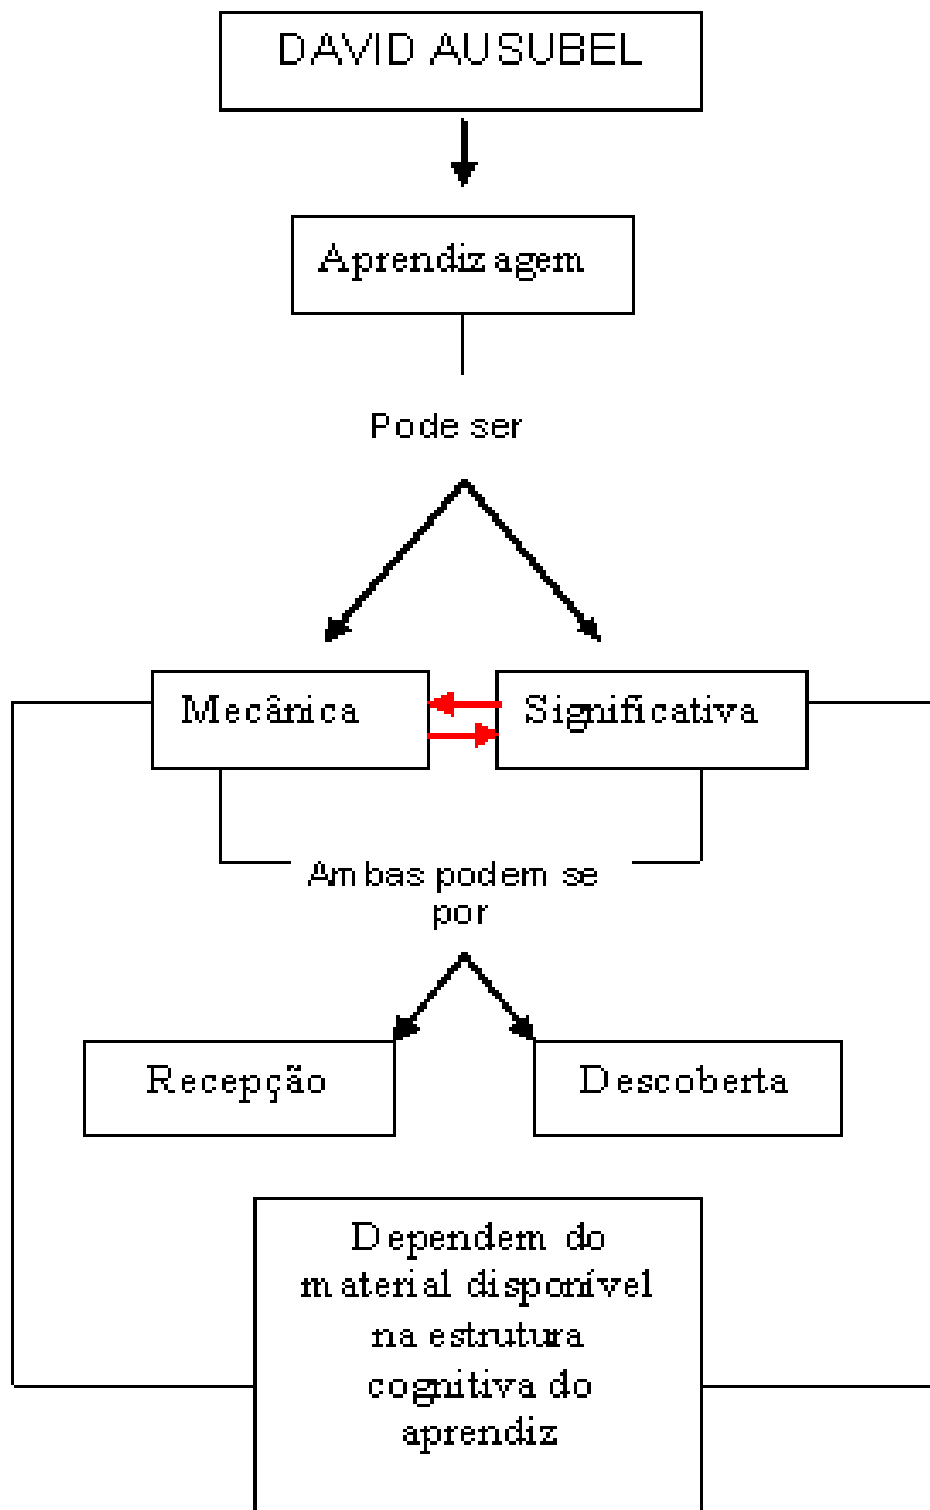 DAVID AUSUBEL
Aprendizagem
Pode ser
Mecânica
Significativa
Ambas podem se
por
Recepção
Descoberta
Dependem do
material disponível
na estrutura
cognitiva do
aprendiz